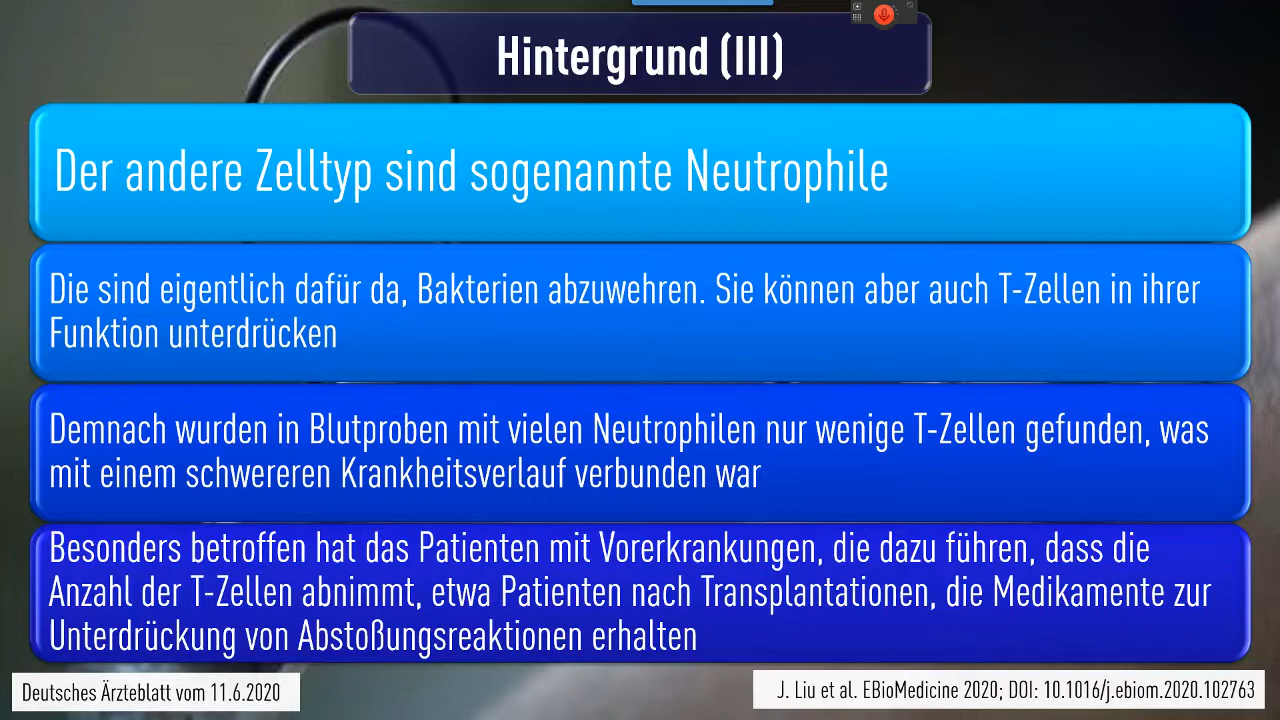 Hintergrund (III)
Der andere Zelltyp sind sogenannte Neutrophile
Die sind eigentlich dafür da, Bakterien abzuwehren. Sie können aber auch T-Zellen in ihrer
Funktion unterdrücken
Demnach wurden in Blutproben mit vielen Neutrophilen nur wenige T-Zellen gefunden, was
mit einem schwereren Krankheitsverlauf verbunden war
Besonders betroffen hat das Patienten mit Vorerkrankungen, die dazu führen, dass die
Anzahl der T-Zellen abnimmt, etwa Patienten nach Transplantationen, die Medikamente zur
Unterdrückung von Abstoßungsreaktionen erhalten
Deutsches Ärzteblatt vom 11.6.2020
J. Liu et al. EBioMedicine 2020; DOI: 10.1016/j.ebiom.2020.102763